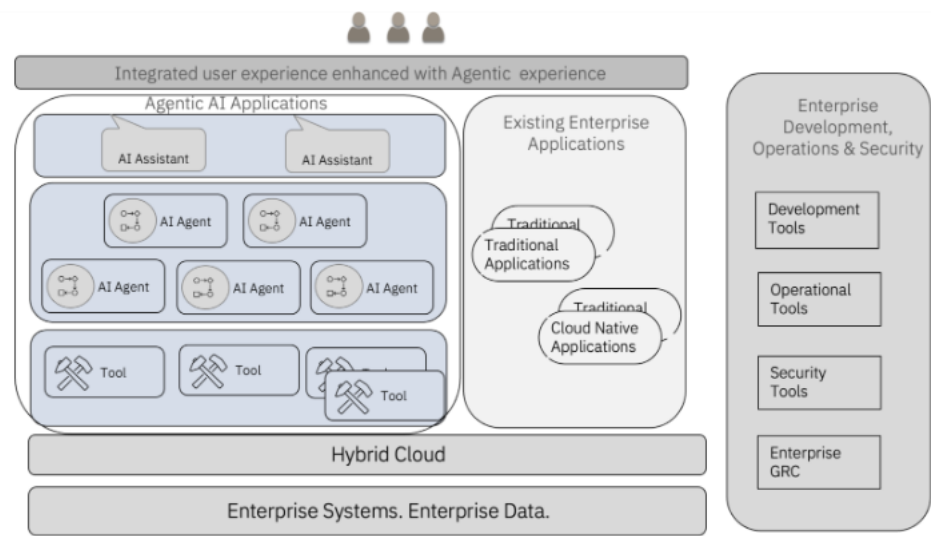 Integrated user experience enhanced with Agentic experience
Agentic AI Applications
AI Assistant
AI Assistant
AI Agent
AI Agent
AI Agent
AI Agent
AI Agent
Tool
Tool
Tool
Existing Enterprise
Applications
Traditional
Traditional
Applications
Traditional
Cloud Native
Applications
Hybrid Cloud
Enterprise Systems. Enterprise Data.
Enterprise
Development,
Operations & Security
Development
Tools
Operational
Tools
Security
Tools
Enterprise
GRC